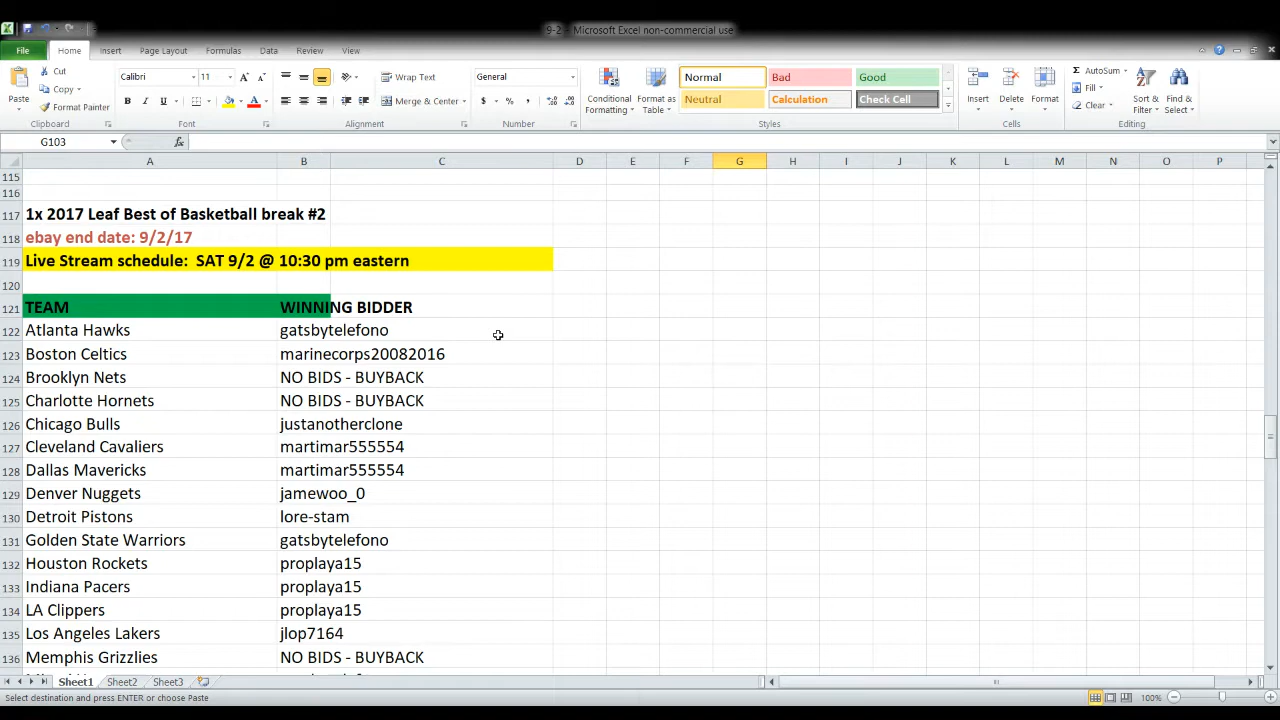 9-2 - Microsoft Excel non-commercial use
File Home Insert Page Layout Formulas Data Review View
Paste Cut Copy Format Painter Calibri 11 B I U A Wrap Text Merge & Center General $ % , Conditional Formatting Format as Table Normal Bad Good Neutral Calculation Check Cell Insert Delete Format AutoSum Fill Clear Sort & Filter Find & Select
Clipboard Font Alignment Number Styles Cells Editing
G103 fx
A B C D E F G H I J K L M N O P
115
116
117 1x 2017 Leaf Best of Basketball break #2
118 ebay end date: 9/2/17
119 Live Stream schedule: SAT 9/2 @ 10:30 pm eastern
120
121 TEAM WINNING BIDDER
122 Atlanta Hawks gatsbytelefono
123 Boston Celtics marinecorps20082016
124 Brooklyn Nets NO BIDS - BUYBACK
125 Charlotte Hornets NO BIDS - BUYBACK
126 Chicago Bulls justanotherclone
127 Cleveland Cavaliers martimar555554
128 Dallas Mavericks martimar555554
129 Denver Nuggets jamewoo_0
130 Detroit Pistons lore-stam
131 Golden State Warriors gatsbytelefono
132 Houston Rockets proplaya15
133 Indiana Pacers proplaya15
134 LA Clippers proplaya15
135 Los Angeles Lakers jlop7164
136 Memphis Grizzlies NO BIDS - BUYBACK
Sheet1 Sheet2 Sheet3
Select destination and press ENTER or choose Paste 100%